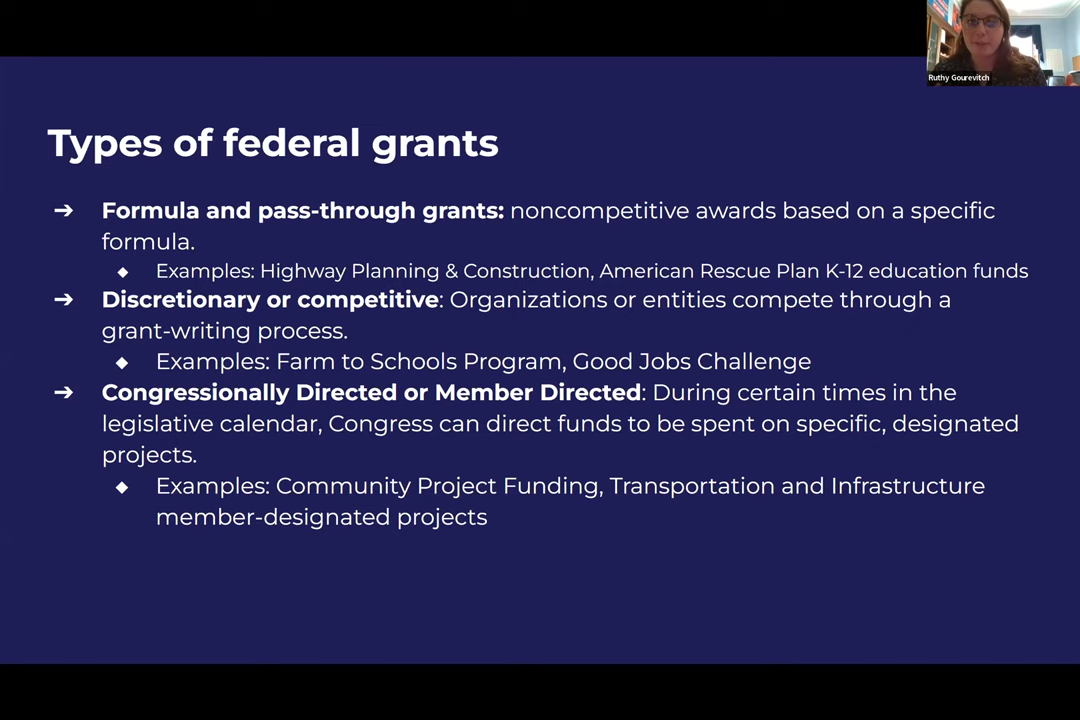 Ruthy Gourevitch
Types of federal grants
➔ Formula and pass-through grants: noncompetitive awards based on a specific
formula.
◆ Examples: Highway Planning & Construction, American Rescue Plan K-12 education funds
➔ Discretionary or competitive: Organizations or entities compete through a
grant-writing process.
◆ Examples: Farm to Schools Program, Good Jobs Challenge
➔ Congressionally Directed or Member Directed: During certain times in the
legislative calendar, Congress can direct funds to be spent on specific, designated
projects.
◆ Examples: Community Project Funding, Transportation and Infrastructure
member-designated projects